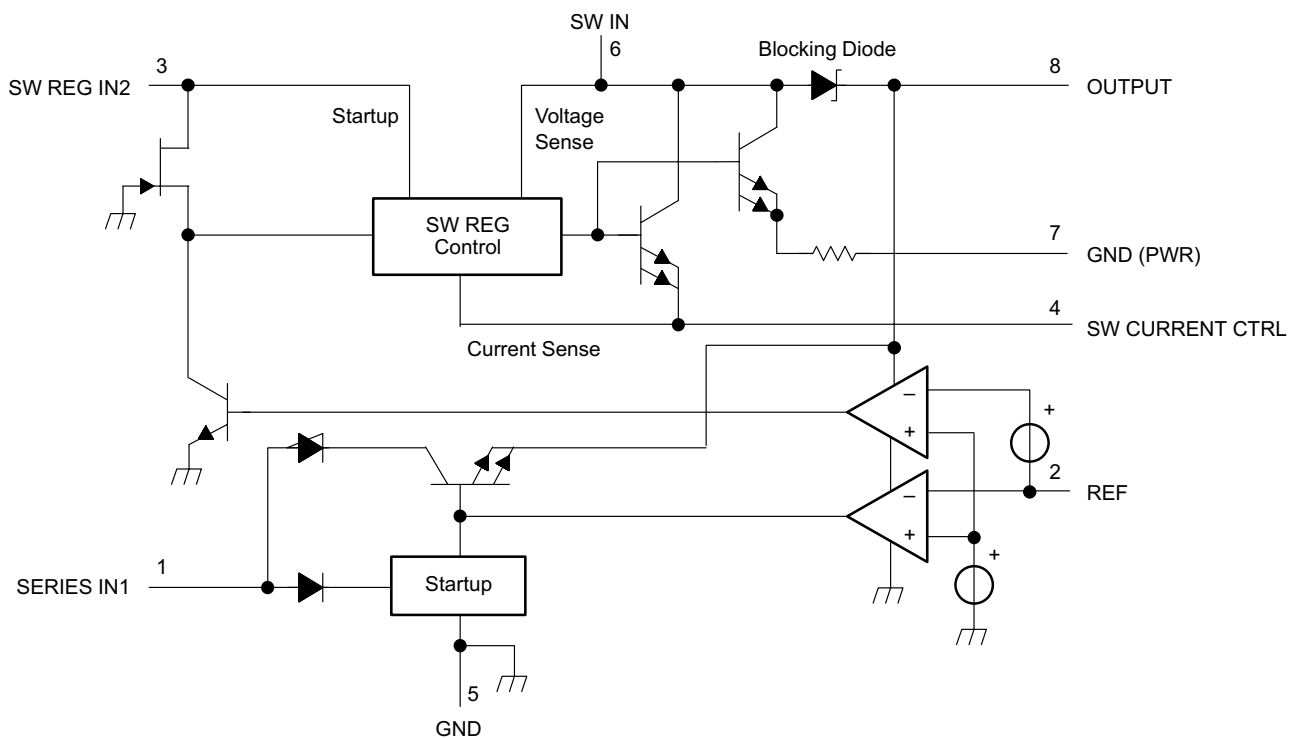 SW IN
6
Blocking Diode
3
8
SW REG IN2
OUTPUT
Startup
Voltage
Sense
SW REG
Control
7
GND (PWR)
4
SW CURRENT CTRL
Current Sense
–
+
+
2
REF
–
+
+
1
SERIES IN1
Startup
5
GND